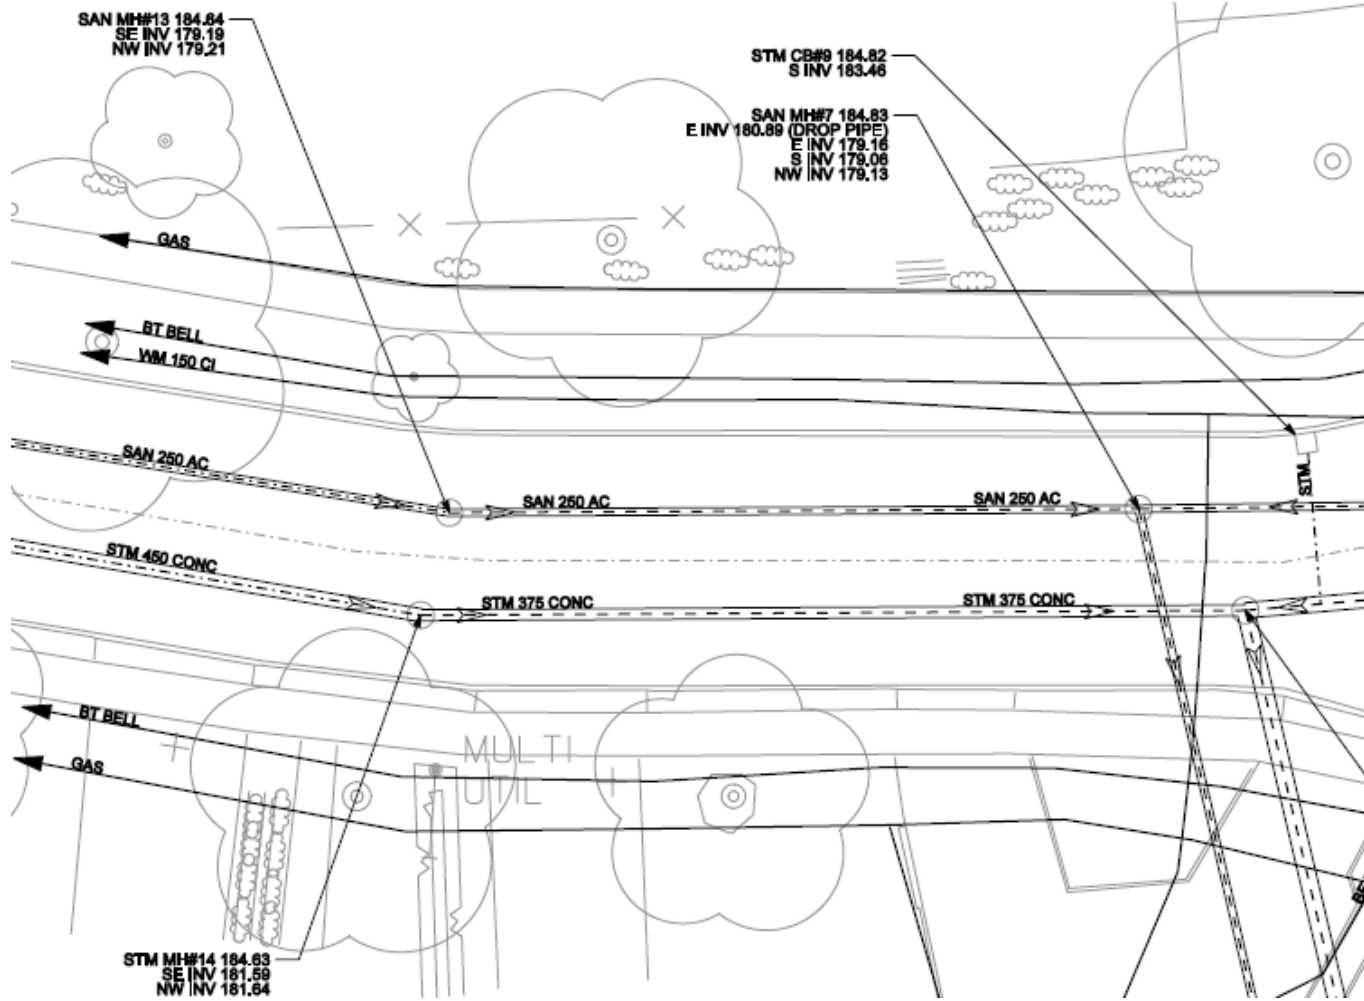 SAN MH#13 184.64
SE INV 179.19
NW INV 179.21
STM CB#9 184.82
S INV 183.46
SAN MH#7 184.83
E INV 180.89 (DROP PIPE)
E INV 179.16
S INV 179.06
NW INV 179.13
GAS
BT BELL
WM 150 CI
SAN 250 AC
SAN 250 AC
SAN 250 AC
STM
STM 450 CONC
STM 375 CONC
STM 375 CONC
BT BELL
GAS
MULTI
UTIL
STM MH#14 184.63
SE INV 181.59
NW INV 181.64